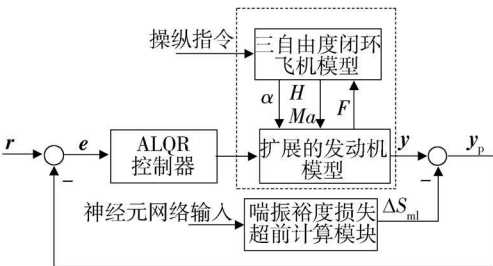 操纵指令
三自由度闭环
飞机模型
α
H
Ma
F
r
e
ALQR
控制器
扩展的发动机
模型
y
yp
−
−
神经元网络输入
喘振裕度损失
超前计算模块
ΔSml